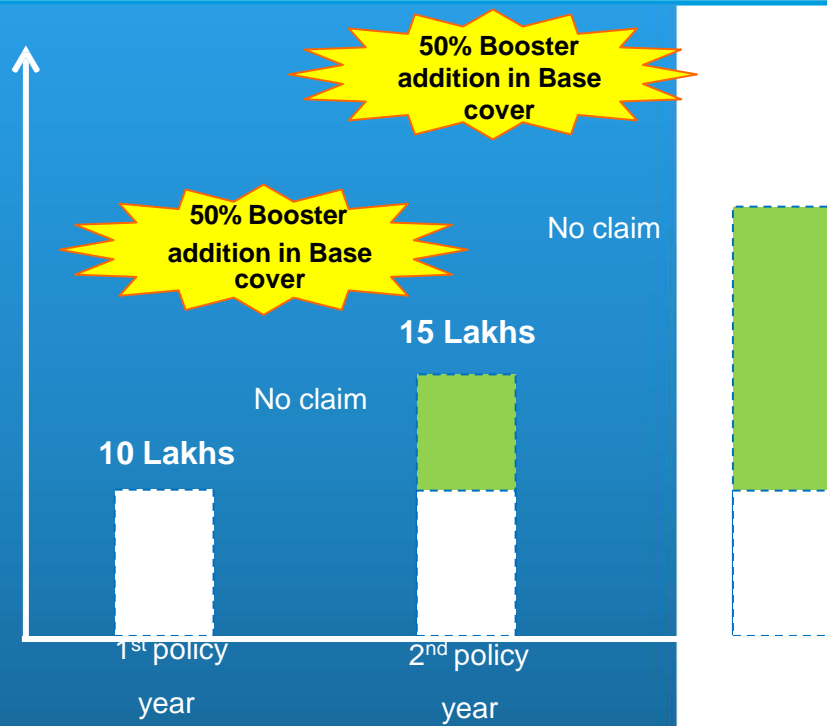 50% Booster
addition in Base
cover
50% Booster
addition in Base
cover
No claim
15 Lakhs
No claim
10 Lakhs
1st policy
year
2nd policy
year